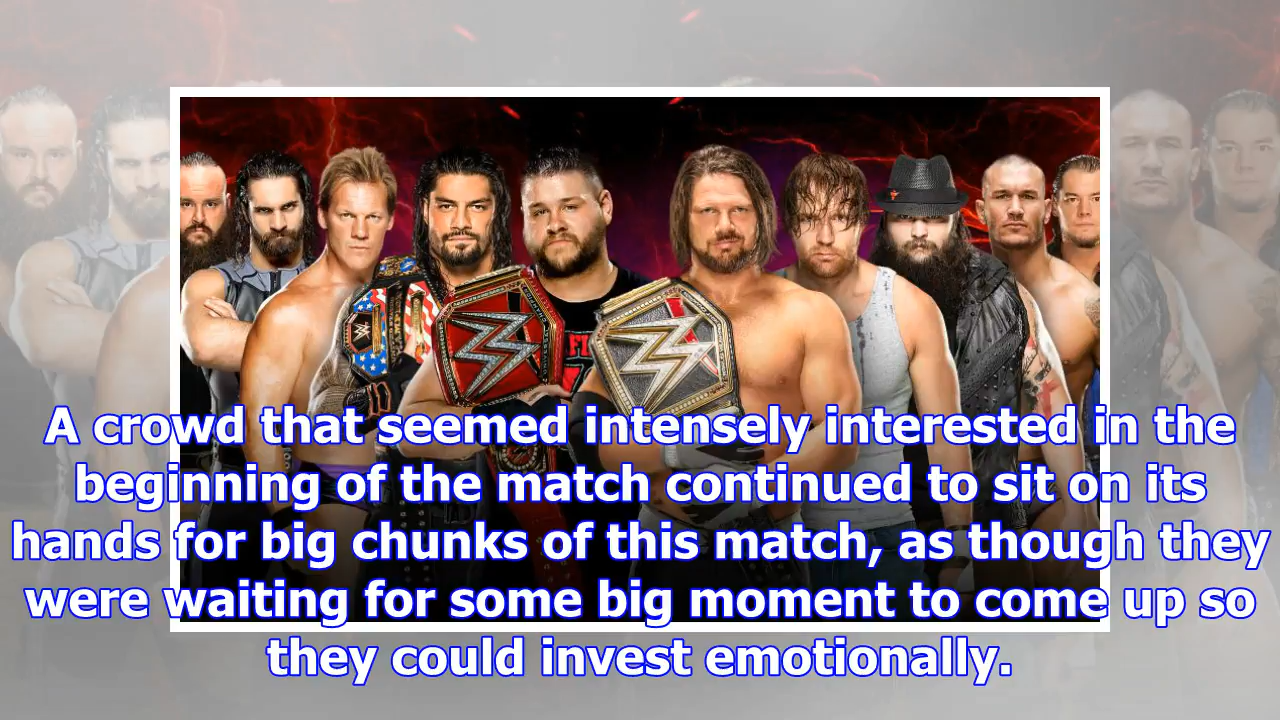 A crowd that seemed intensely interested in the
beginning of the match continued to sit on its
hands for big chunks of this match, as though they
were waiting for some big moment to come up so
they could invest emotionally.